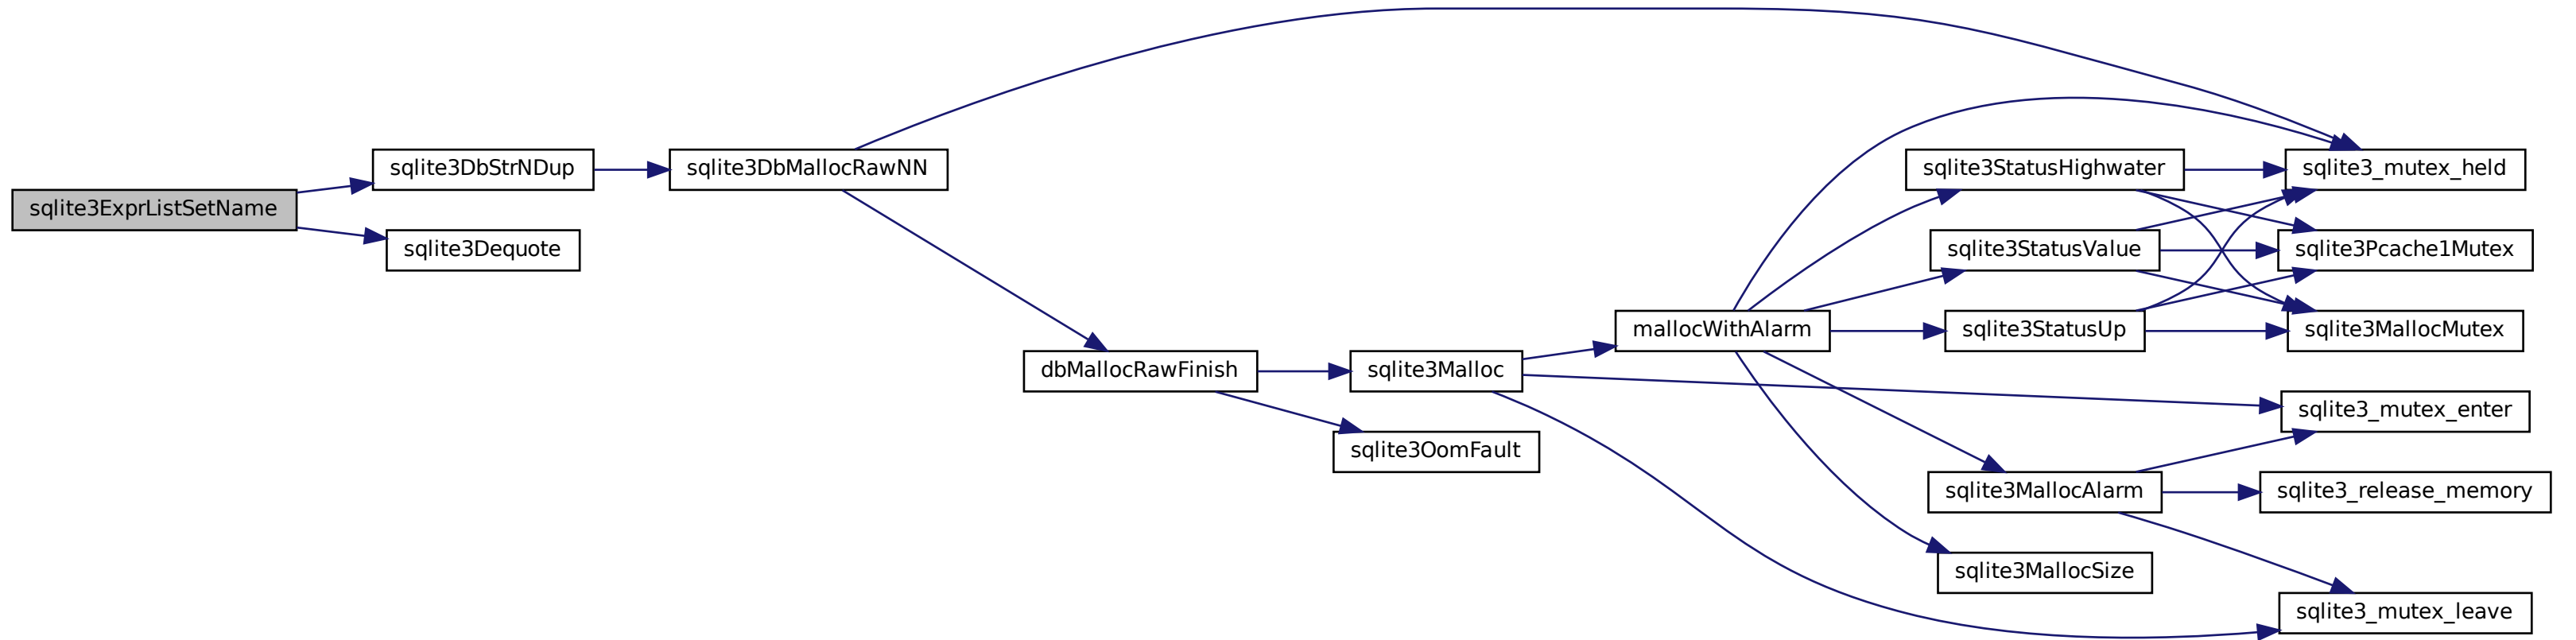 sqlite3ExprListSetName
sqlite3DbStrNDup
sqlite3Dequote
sqlite3DbMallocRawNN
dbMallocRawFinish
sqlite3Malloc
sqlite3OomFault
mallocWithAlarm
sqlite3StatusHighwater
sqlite3StatusValue
sqlite3StatusUp
sqlite3MallocAlarm
sqlite3MallocSize
sqlite3_mutex_held
sqlite3Pcache1Mutex
sqlite3MallocMutex
sqlite3_mutex_enter
sqlite3_release_memory
sqlite3_mutex_leave